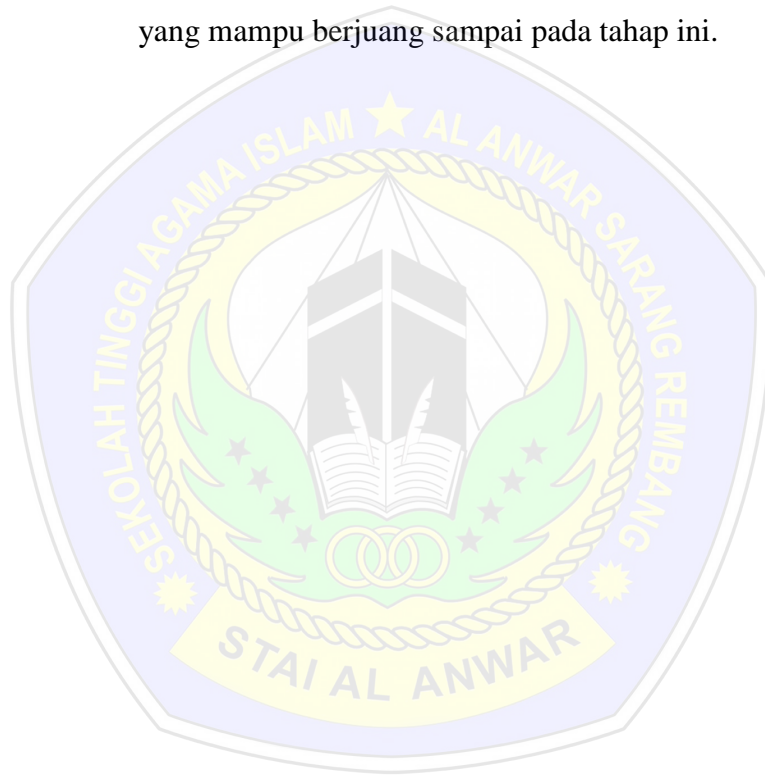 yang mampu berjuang sampai pada tahap ini.
SEKOLAH TINGGI AGAMA ISLAM ★ AL ANWAR SARANG REMBANG
STAI AL ANWAR